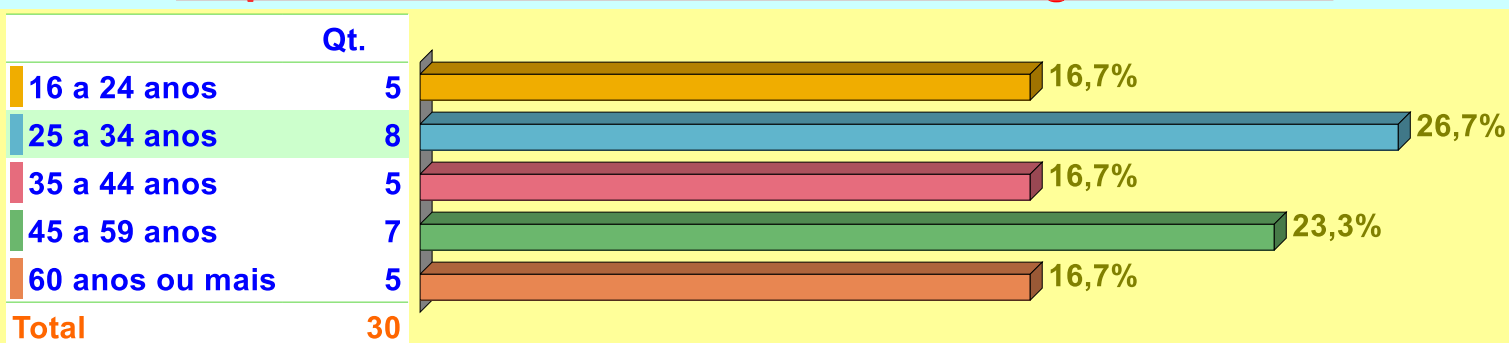 Qt.
16 a 24 anos 5 16,7%
25 a 34 anos 8 26,7%
35 a 44 anos 5 16,7%
45 a 59 anos 7 23,3%
60 anos ou mais 5 16,7%
Total 30